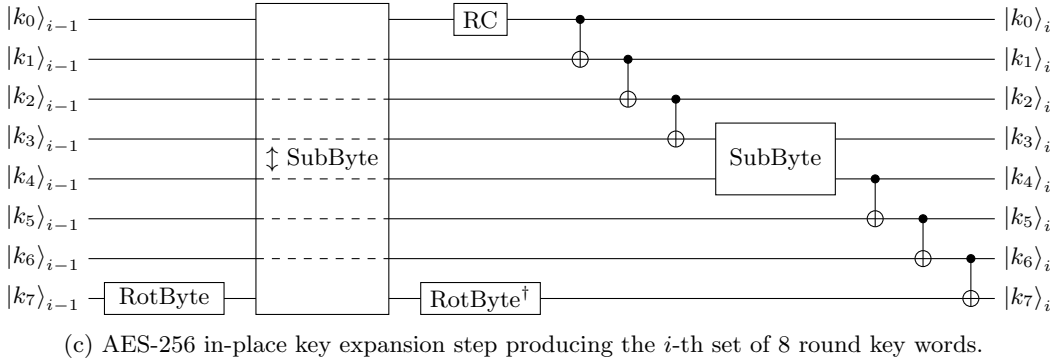 |k₀⟩ᵢ₋₁ RC |k₀⟩ᵢ
|k₁⟩ᵢ₋₁ |k₁⟩ᵢ
|k₂⟩ᵢ₋₁ |k₂⟩ᵢ
|k₃⟩ᵢ₋₁ |k₃⟩ᵢ
↕ SubByte SubByte
|k₄⟩ᵢ₋₁ |k₄⟩ᵢ
|k₅⟩ᵢ₋₁ |k₅⟩ᵢ
|k₆⟩ᵢ₋₁ |k₆⟩ᵢ
|k₇⟩ᵢ₋₁ RotByte RotByte† |k₇⟩ᵢ
(c) AES-256 in-place key expansion step producing the i-th set of 8 round key words.